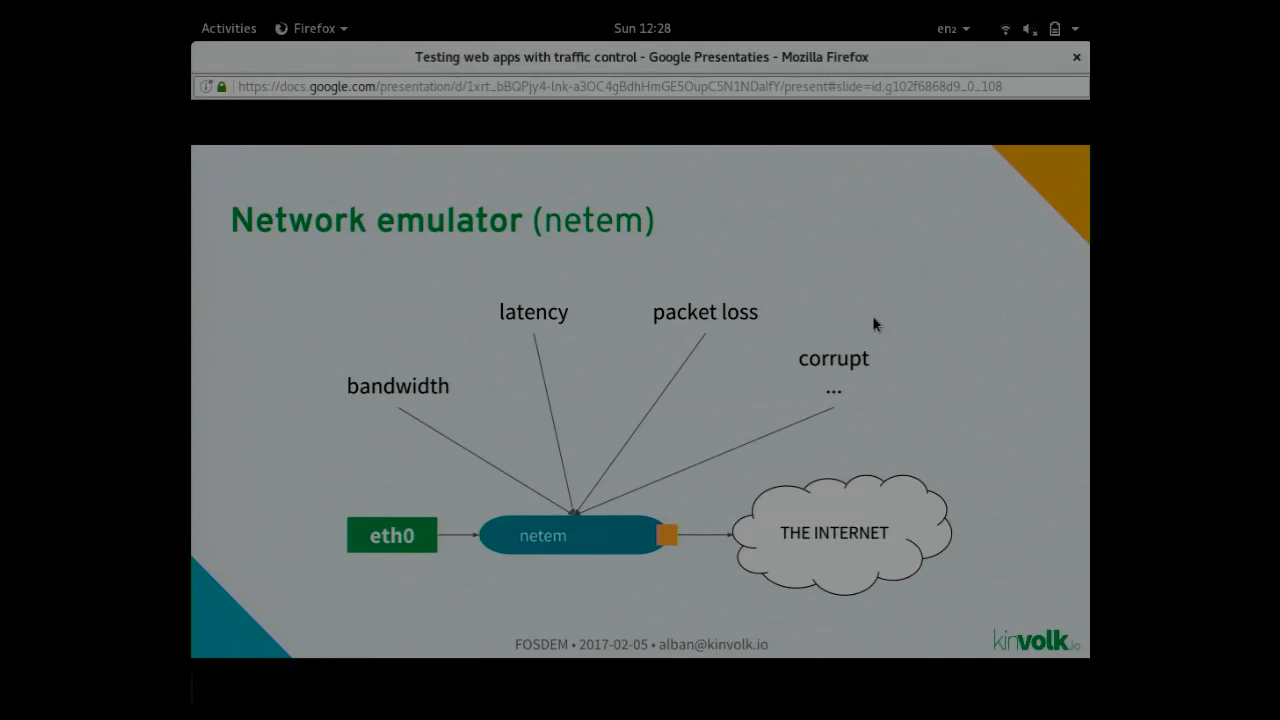 Activities Firefox Sun 12:28 en₂
Testing web apps with traffic control - Google Presentaties - Mozilla Firefox ×
https://docs.google.com/presentation/d/1xrt_bBQPjy4-lnk-a3OC4gBdhHmGE5OupC5N1NDalfY/present#slide=id.g102f6868d9_0_108
Network emulator (netem)
latency packet loss
corrupt
...
bandwidth
eth0 netem THE INTERNET
FOSDEM • 2017-02-05 • alban@kinvolk.io
kinvolk.io